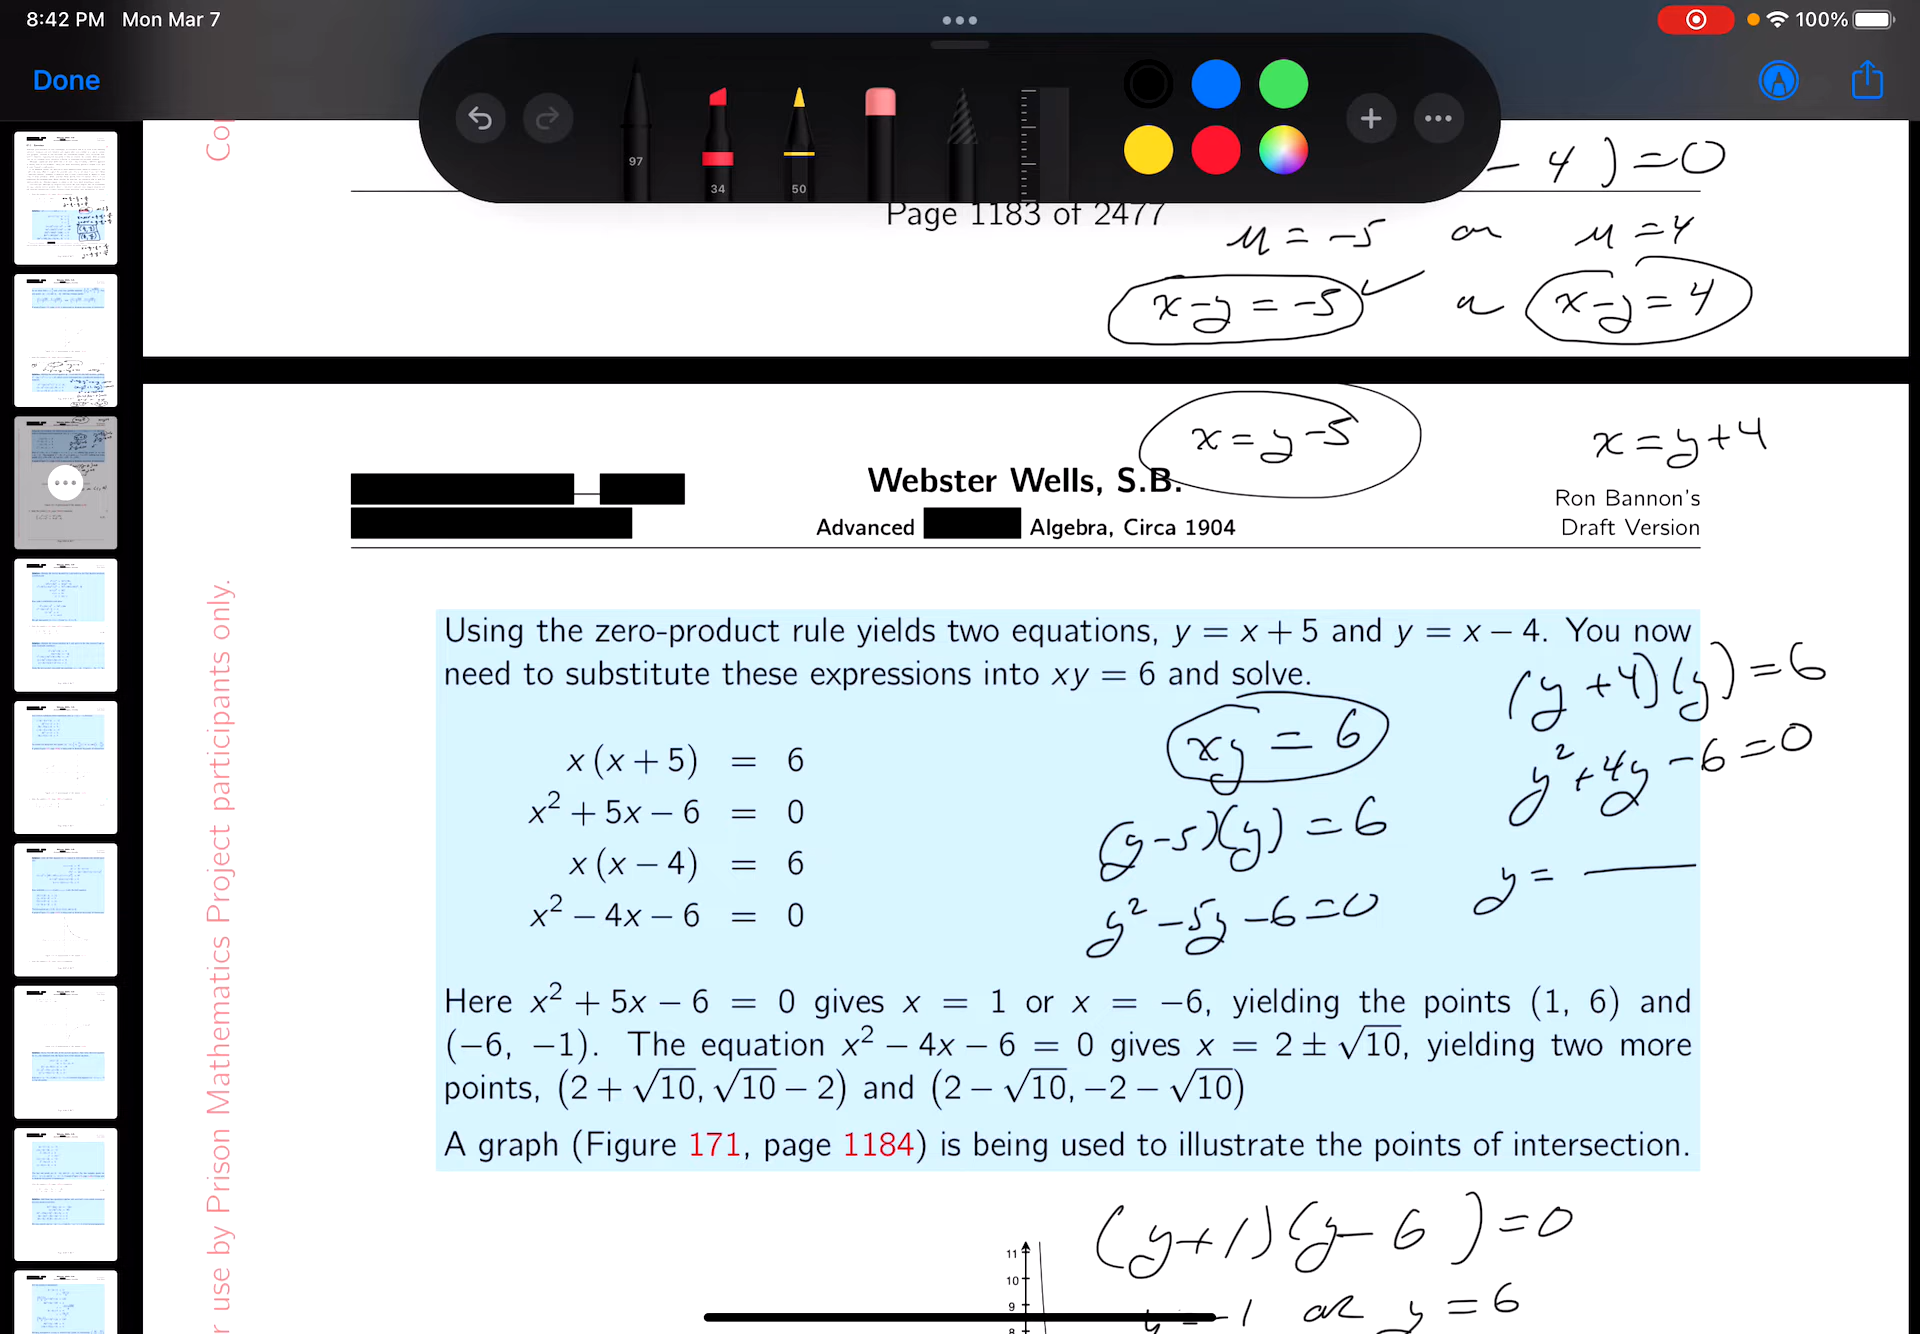 8:42 PM Mon Mar 7
100%
Done
97
34
50
Co
- 4 ) = 0
Page 1183 of 2477
u = -5 or u = 4
x-y = -5 ✓ or x-y = 4
x = y-5
x = y+4
Webster Wells, S.B.
Ron Bannon's
Advanced Algebra, Circa 1904
Draft Version
r use by Prison Mathematics Project participants only.
Using the zero-product rule yields two equations, y = x + 5 and y = x − 4. You now
need to substitute these expressions into xy = 6 and solve.
x (x + 5) = 6
x² + 5x − 6 = 0
x (x − 4) = 6
x² − 4x − 6 = 0
xy = 6
(y-5)(y) = 6
y² -5y -6 = 0
(y+4)(y) = 6
y² + 4y - 6 = 0
y =
Here x² + 5x − 6 = 0 gives x = 1 or x = −6, yielding the points (1, 6) and
(−6, −1). The equation x² − 4x − 6 = 0 gives x = 2 ± √10, yielding two more
points, (2 + √10, √10 − 2) and (2 − √10, −2 − √10)
A graph (Figure 171, page 1184) is being used to illustrate the points of intersection.
(y+1)(y-6) = 0
y = -1 or y = 6
11
10
9
8